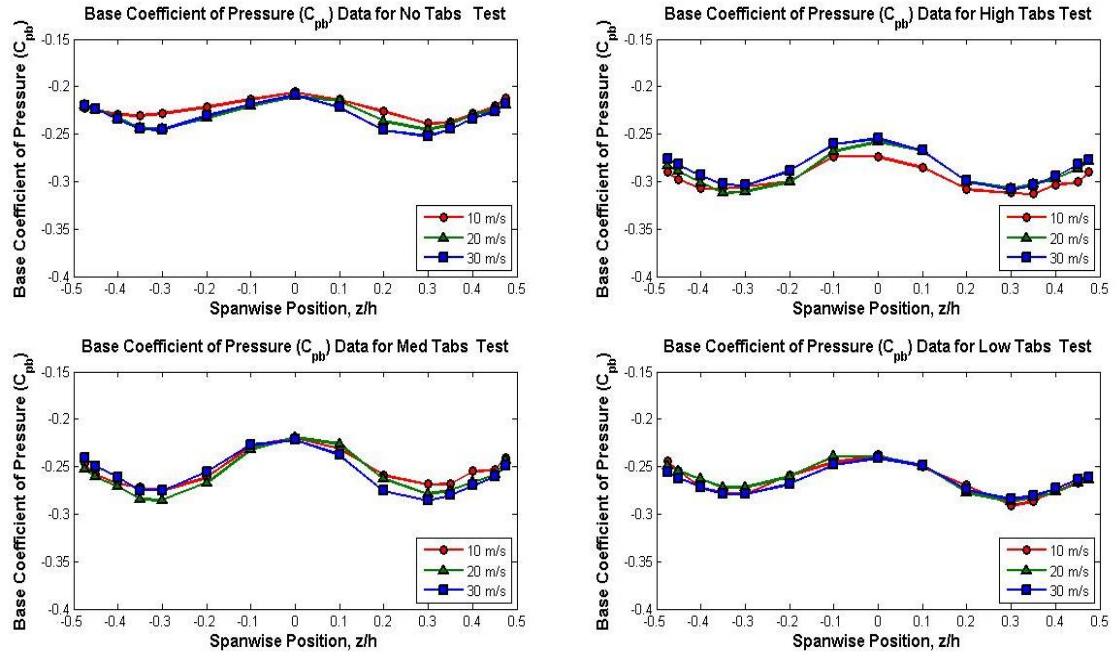 Base Coefficient of Pressure (Cpb) Data for No Tabs Test
Base Coefficient of Pressure (Cpb)
-0.15
-0.2
-0.25
-0.3
-0.35
-0.4
-0.5 -0.4 -0.3 -0.2 -0.1 0 0.1 0.2 0.3 0.4 0.5
Spanwise Position, z/h
10 m/s
20 m/s
30 m/s
Base Coefficient of Pressure (Cpb) Data for High Tabs Test
Base Coefficient of Pressure (Cpb)
-0.15
-0.2
-0.25
-0.3
-0.35
-0.4
-0.5 -0.4 -0.3 -0.2 -0.1 0 0.1 0.2 0.3 0.4 0.5
Spanwise Position, z/h
10 m/s
20 m/s
30 m/s
Base Coefficient of Pressure (Cpb) Data for Med Tabs Test
Base Coefficient of Pressure (Cpb)
-0.15
-0.2
-0.25
-0.3
-0.35
-0.4
-0.5 -0.4 -0.3 -0.2 -0.1 0 0.1 0.2 0.3 0.4 0.5
Spanwise Position, z/h
10 m/s
20 m/s
30 m/s
Base Coefficient of Pressure (Cpb) Data for Low Tabs Test
Base Coefficient of Pressure (Cpb)
-0.15
-0.2
-0.25
-0.3
-0.35
-0.4
-0.5 -0.4 -0.3 -0.2 -0.1 0 0.1 0.2 0.3 0.4 0.5
Spanwise Position, z/h
10 m/s
20 m/s
30 m/s